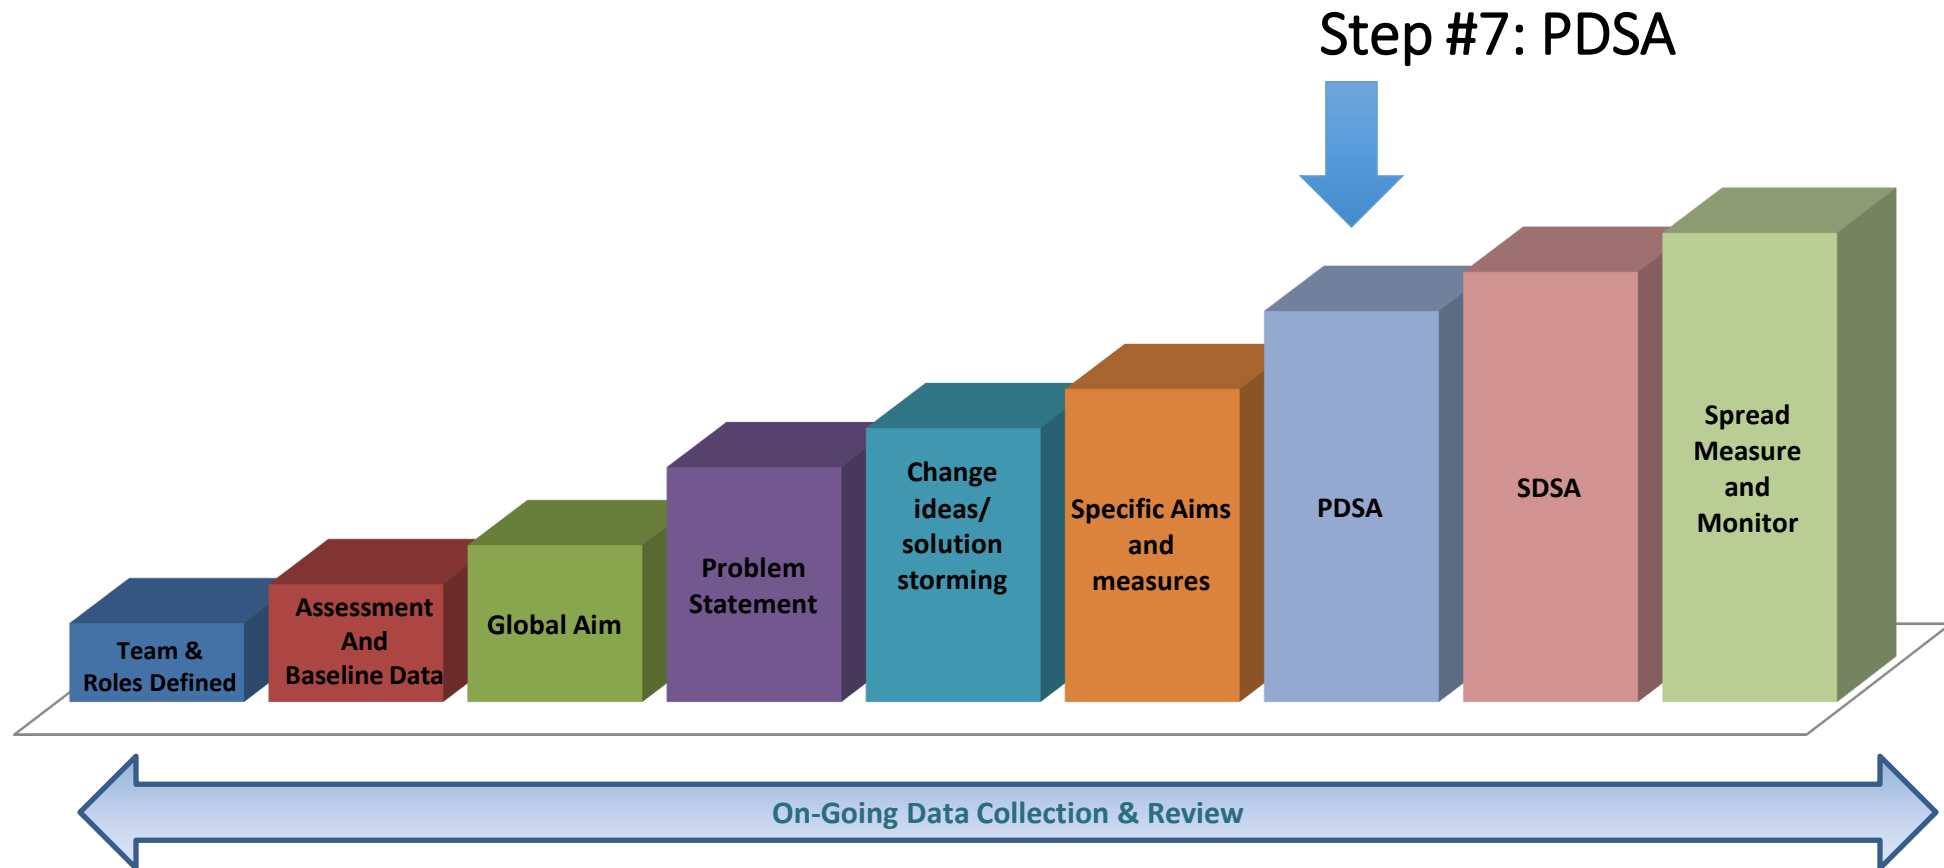 Step #7: PDSA
Team &
Roles Defined
Assessment
And
Baseline Data
Global Aim
Problem
Statement
Change
ideas/
solution
storming
Specific Aims
and
measures
PDSA
SDSA
Spread
Measure
and
Monitor
On-Going Data Collection & Review